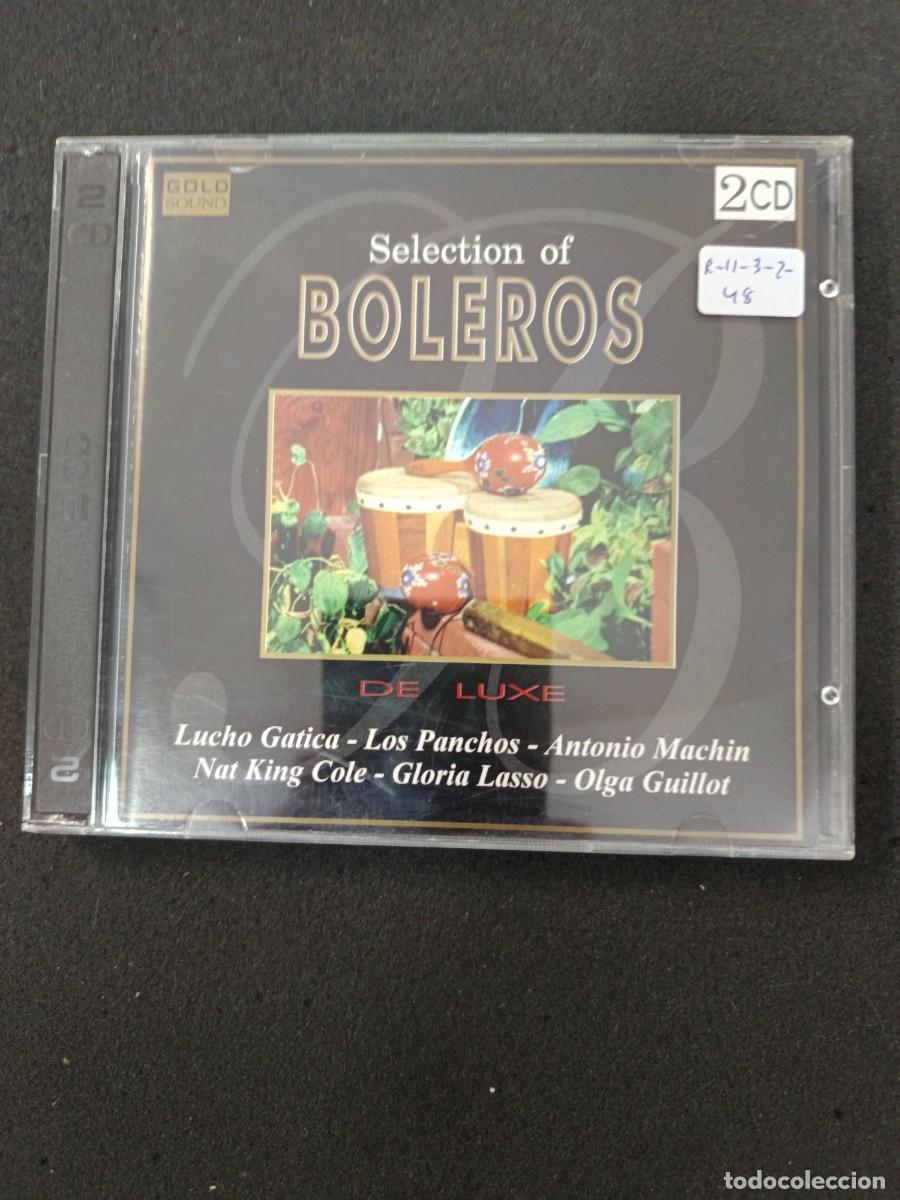 GOLD
SOUND
2CD
Selection of
BOLEROS
R-11-3-2-
48
DE LUXE
Lucho Gatica - Los Panchos - Antonio Machin
Nat King Cole - Gloria Lasso - Olga Guillot
todocoleccion